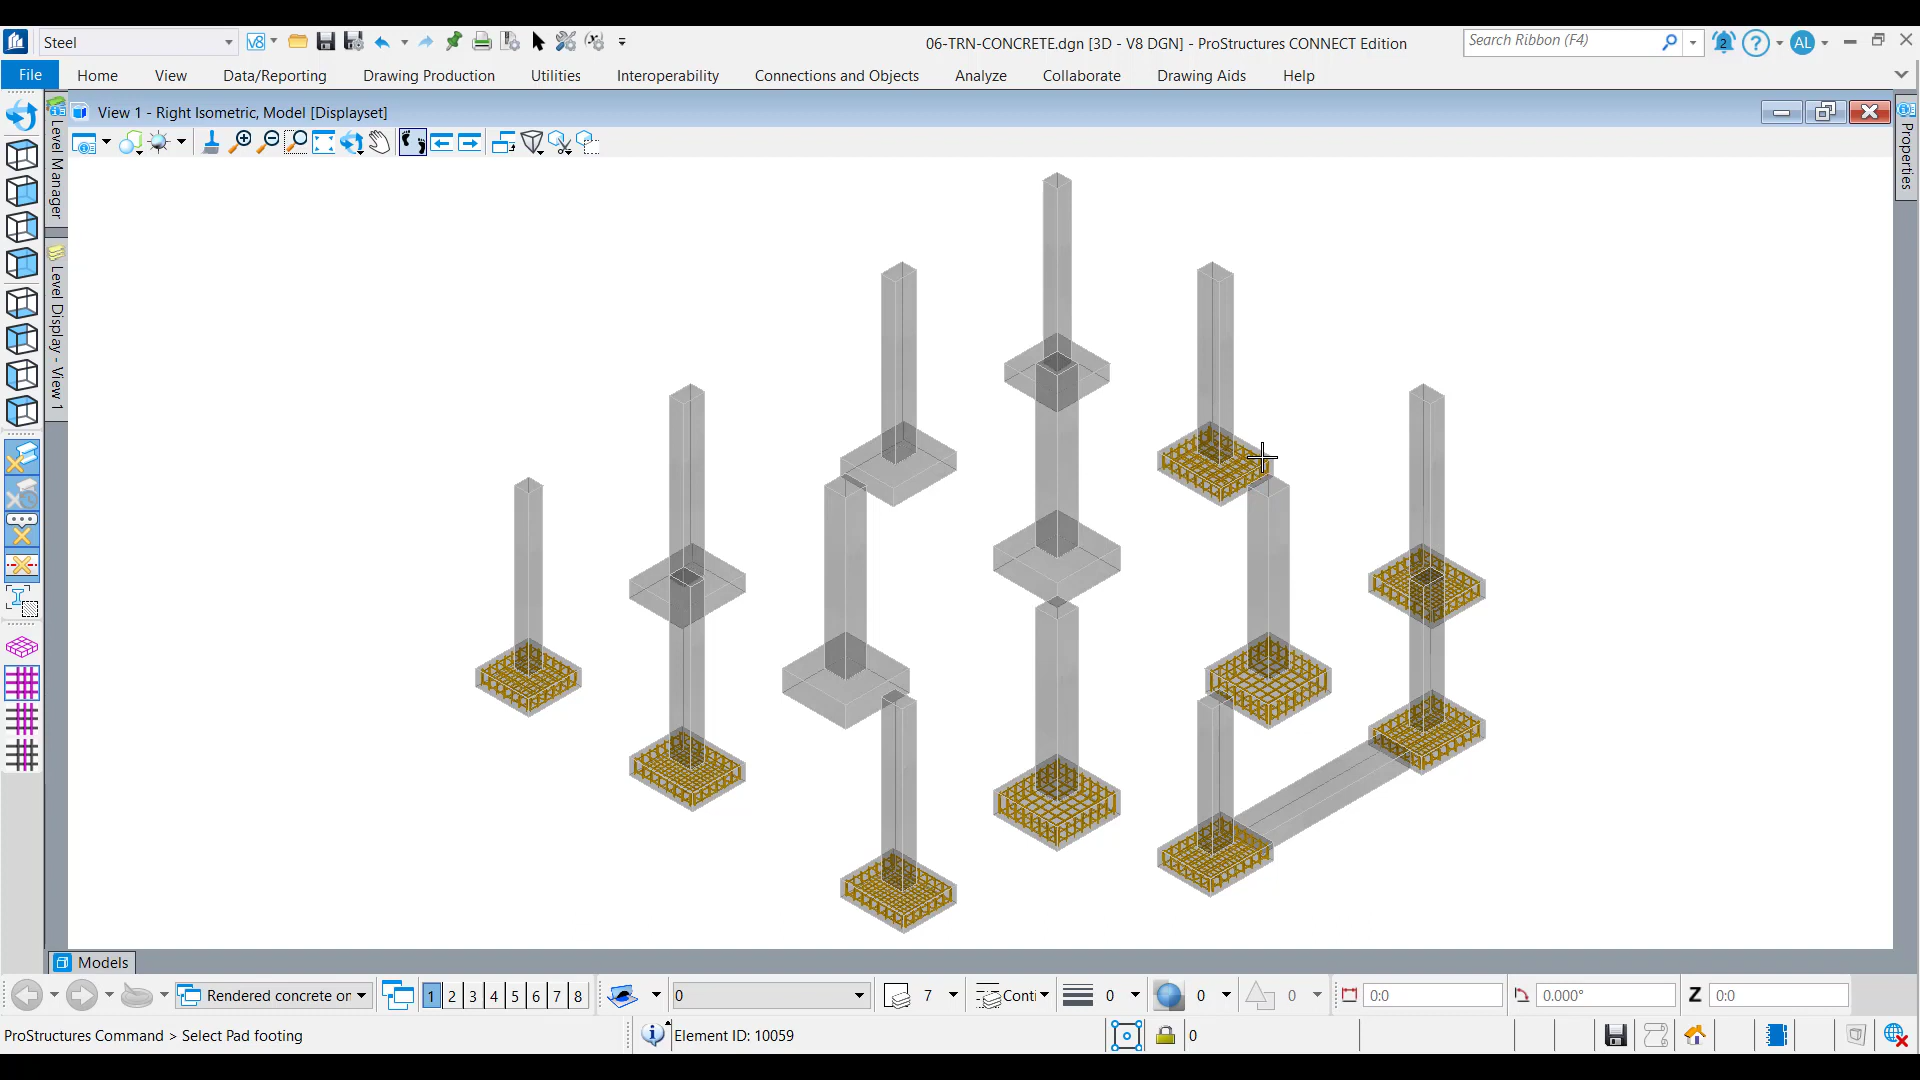 Steel
V8
06-TRN-CONCRETE.dgn [3D - V8 DGN] - ProStructures CONNECT Edition
Search Ribbon (F4)
2
AL
File
Home
View
Data/Reporting
Drawing Production
Utilities
Interoperability
Connections and Objects
Analyze
Collaborate
Drawing Aids
Help
View 1 - Right Isometric, Model [Displayset]
Level Manager
Level Display - View 1
Properties
Models
Rendered concrete or
1 2 3 4 5 6 7 8
0
7
Conti
0
0
0
0:0
0.000°
Z
0:0
ProStructures Command > Select Pad footing
Element ID: 10059
0